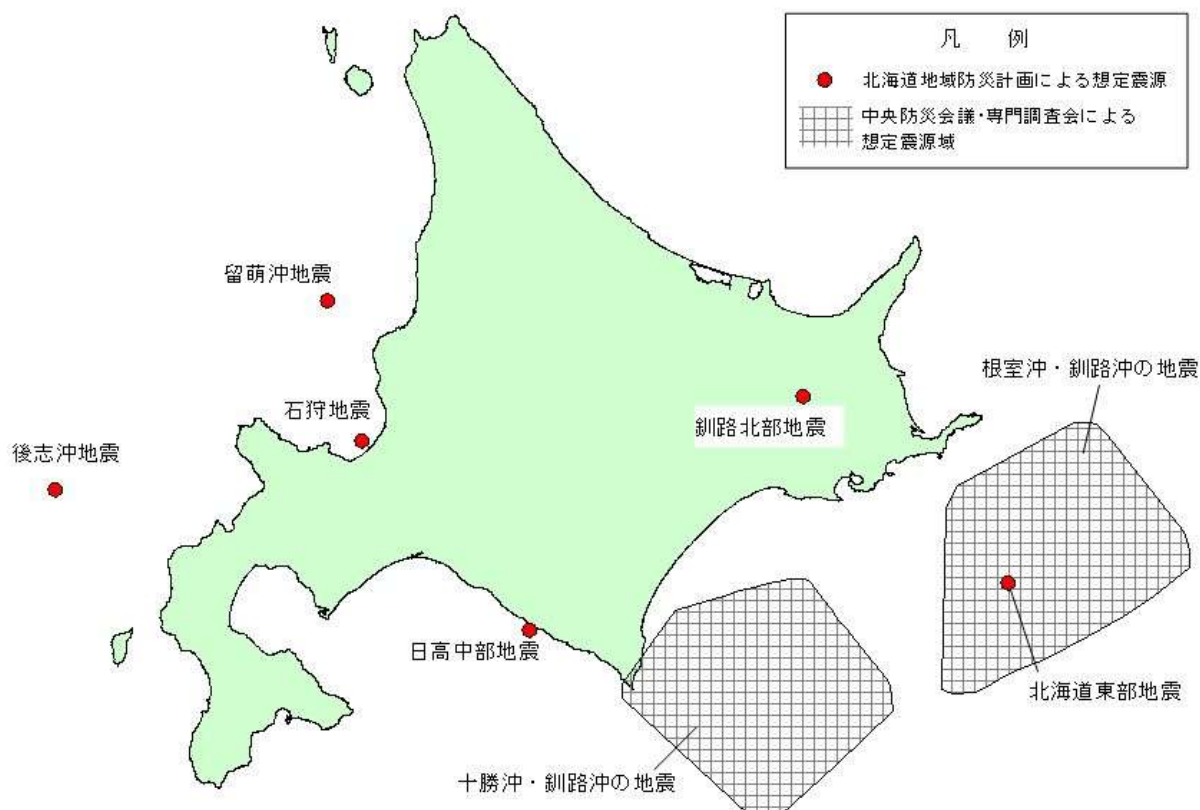 凡 例
北海道地域防災計画による想定震源
中央防災会議・専門調査会による
想定震源域
留萌沖地震
根室沖・釧路沖の地震
石狩地震
釧路北部地震
後志沖地震
日高中部地震
北海道東部地震
十勝沖・釧路沖の地震